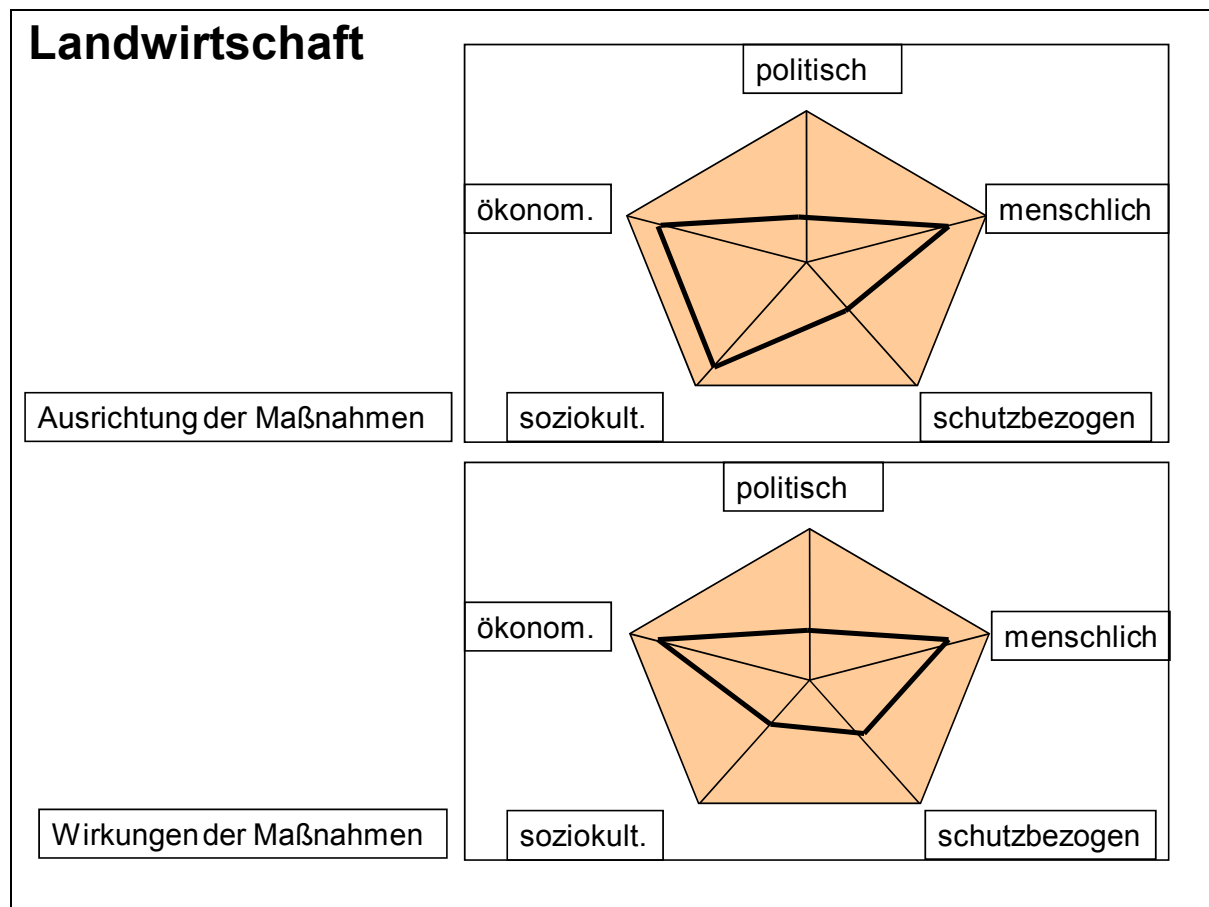 Landwirtschaft
politisch
ökonom.
menschlich
Ausrichtung der Maßnahmen
soziokult.
schutzbezogen
politisch
ökonom.
menschlich
Wirkungen der Maßnahmen
soziokult.
schutzbezogen